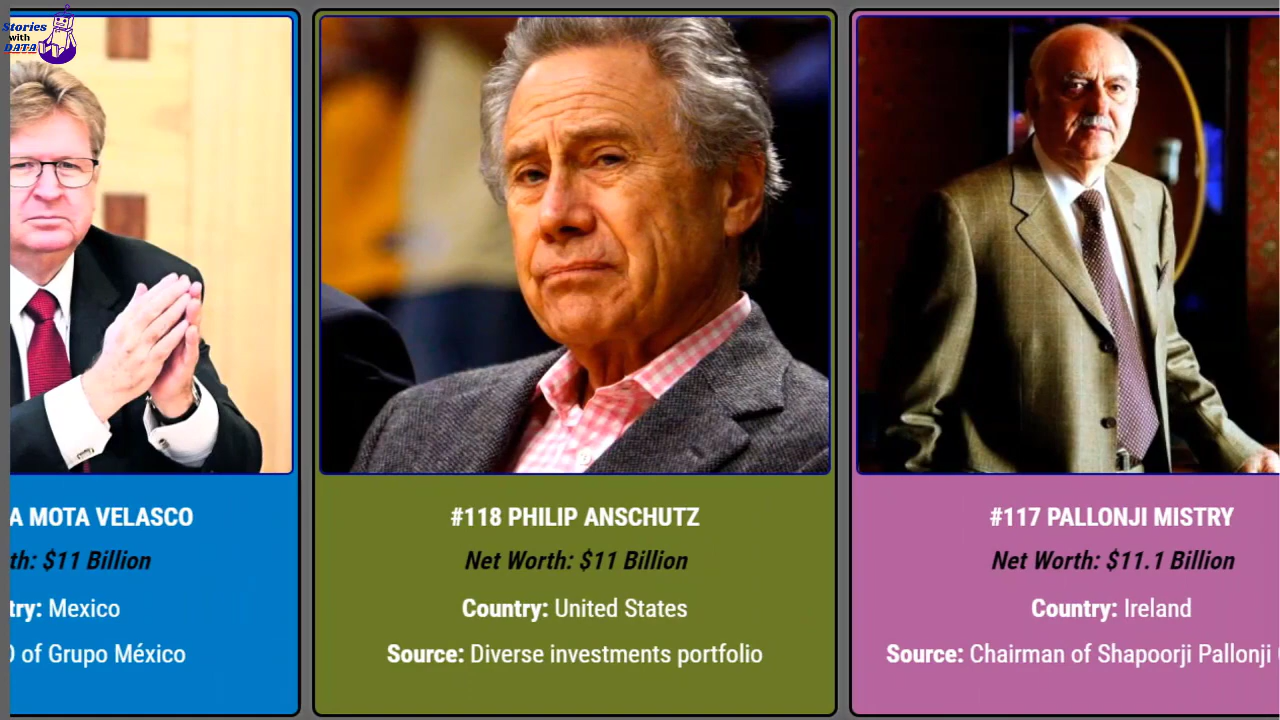 Stories
with
DATA
A MOTA VELASCO
th: $11 Billion
try: Mexico
of Grupo México
#118 PHILIP ANSCHUTZ
Net Worth: $11 Billion
Country: United States
Source: Diverse investments portfolio
#117 PALLONJI MISTRY
Net Worth: $11.1 Billion
Country: Ireland
Source: Chairman of Shapoorji Pallonji